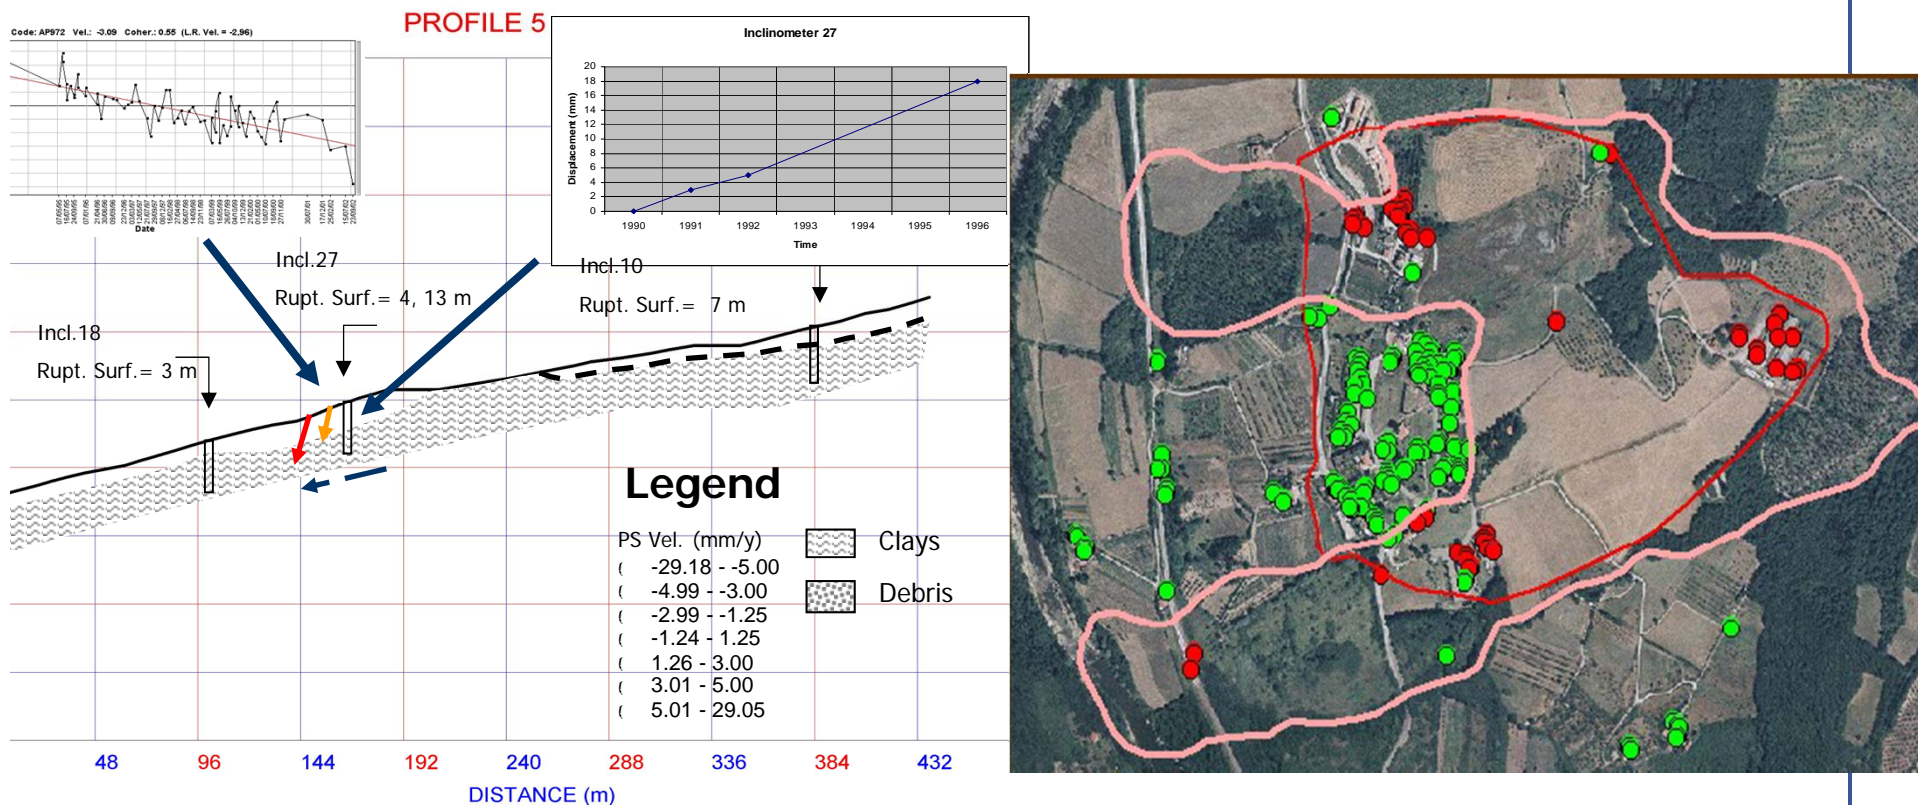 PROFILE 5
Code: AP972 Vel.: -3.09 Coher.: 0.55 (L.R. Vel. = -2,96)
Date
Inclinometer 27
Displacement (mm)
20
18
16
14
12
10
8
6
4
2
0
1990 1991 1992 1993 1994 1995 1996
Time
Incl.27
Rupt. Surf.= 4, 13 m
Incl.10
Rupt. Surf.= 7 m
Incl.18
Rupt. Surf.= 3 m
Legend
PS Vel. (mm/y)
-29.18 - -5.00
-4.99 - -3.00
-2.99 - -1.25
-1.24 - 1.25
1.26 - 3.00
3.01 - 5.00
5.01 - 29.05
Clays
Debris
48 96 144 192 240 288 336 384 432
DISTANCE (m)